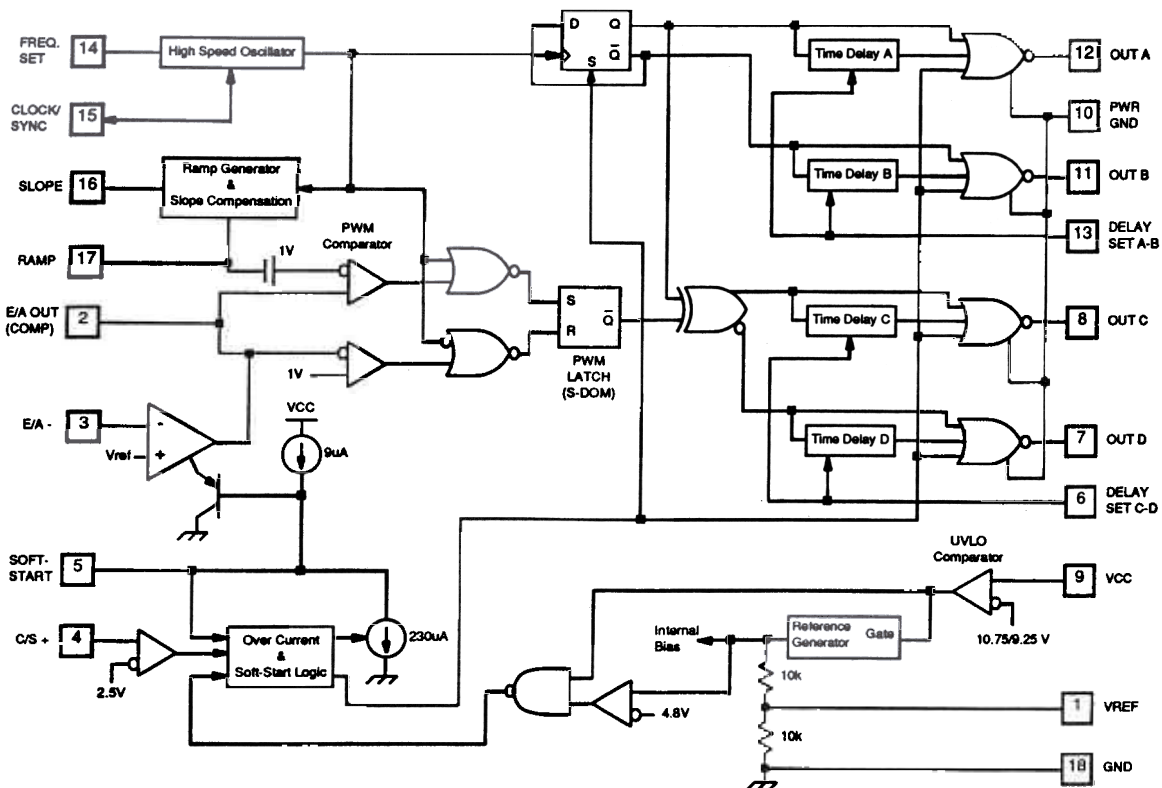 FREQ.
SET
14
High Speed Oscillator
CLOCK/
SYNC
15
D
Q
S
Q̅
Time Delay A
12
OUT A
10
PWR
GND
SLOPE
16
Ramp Generator
&
Slope Compensation
Time Delay B
11
OUT B
PWM
Comparator
13
DELAY
SET A-B
RAMP
17
1V
E/A OUT
(COMP)
2
S
R
Q̅
Time Delay C
8
OUT C
1V
PWM
LATCH
(S-DOM)
E/A -
3
-
+
Vref
VCC
9uA
Time Delay D
7
OUT D
6
DELAY
SET C-D
SOFT-
START
5
UVLO
Comparator
9
VCC
10.75/9.25 V
C/S +
4
2.5V
Over Current
&
Soft-Start Logic
230uA
Internal
Bias
Reference
Generator
Gate
10k
4.8V
1
VREF
10k
18
GND